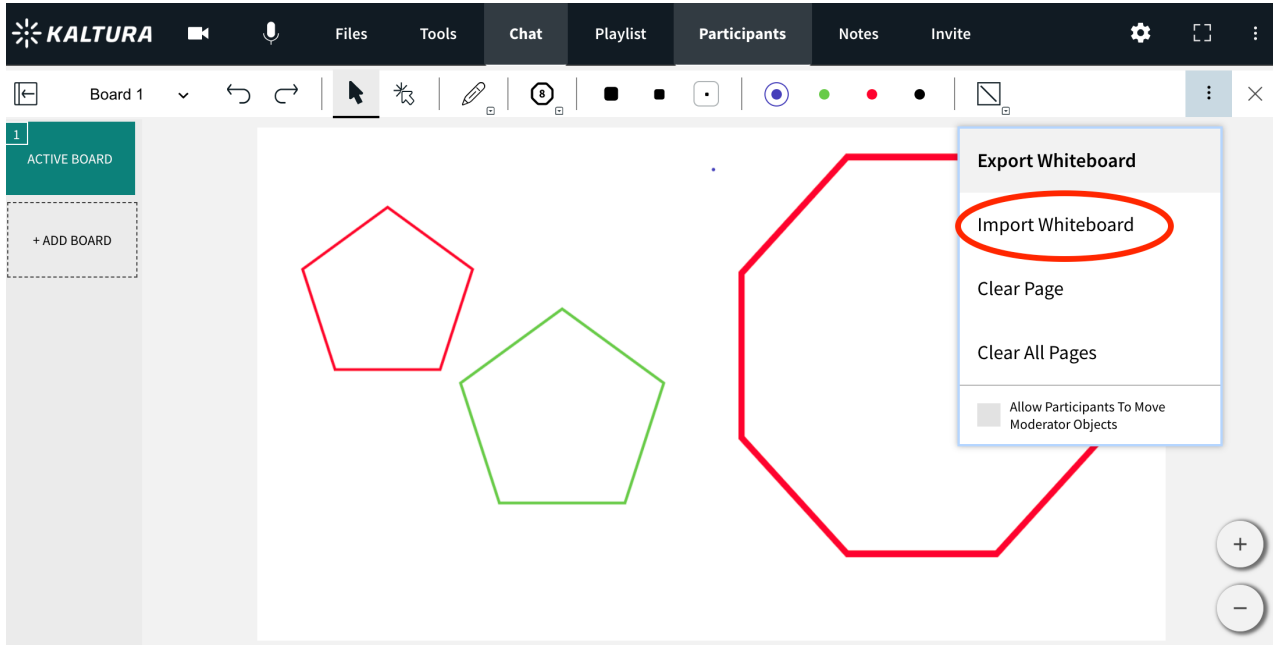 KALTURA
Files Tools Chat Playlist Participants Notes Invite
Board 1
8
1
ACTIVE BOARD
+ ADD BOARD
Export Whiteboard
Import Whiteboard
Clear Page
Clear All Pages
Allow Participants To Move
Moderator Objects